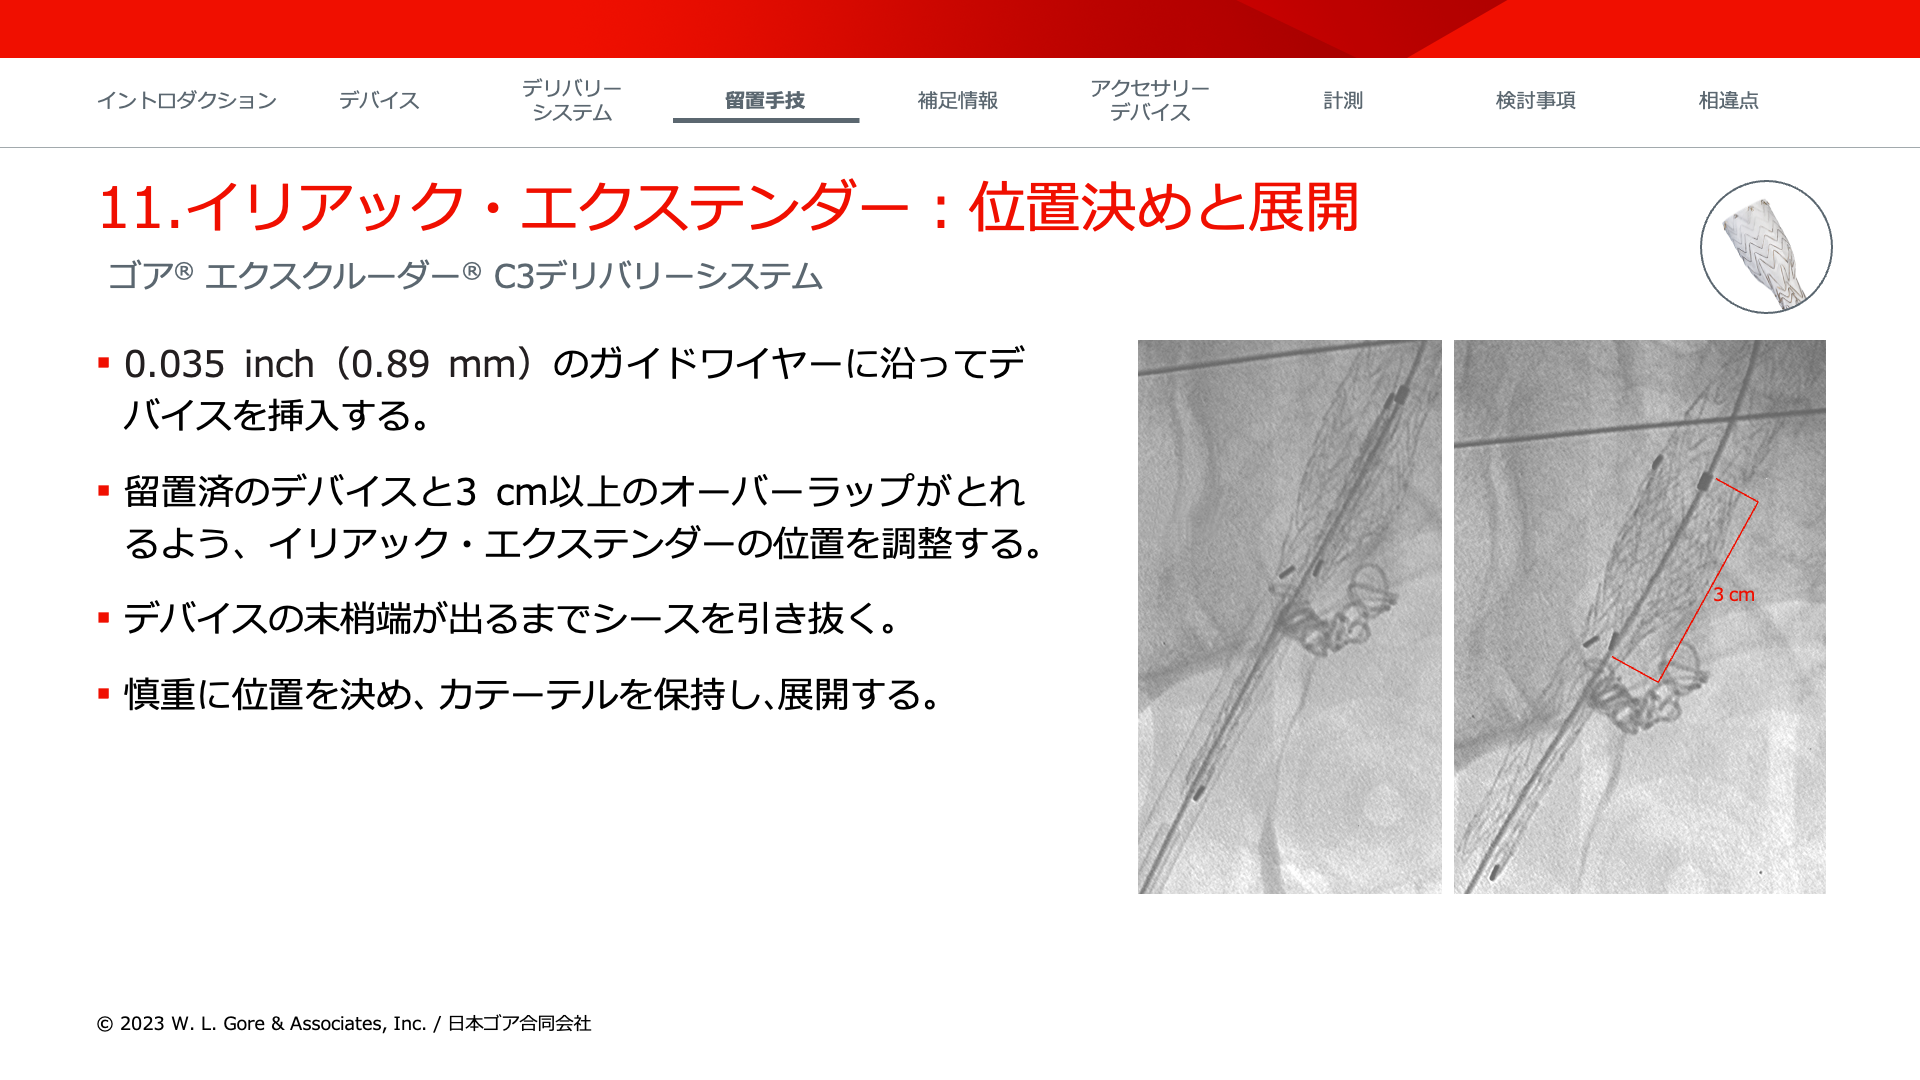 イントロダクション
デバイス
デリバリー
システム
留置手技
補足情報
アクセサリー
デバイス
計測
検討事項
相違点
11.イリアック・エクステンダー：位置決めと展開
ゴア® エクスクルーダー® C3デリバリーシステム
▪ 0.035 inch（0.89 mm）のガイドワイヤーに沿ってデ
バイスを挿入する。
▪ 留置済のデバイスと3 cm以上のオーバーラップがとれ
るよう、イリアック・エクステンダーの位置を調整する。
▪ デバイスの末梢端が出るまでシースを引き抜く。
▪ 慎重に位置を決め、カテーテルを保持し､展開する。
3 cm
© 2023 W. L. Gore & Associates, Inc. / 日本ゴア合同会社